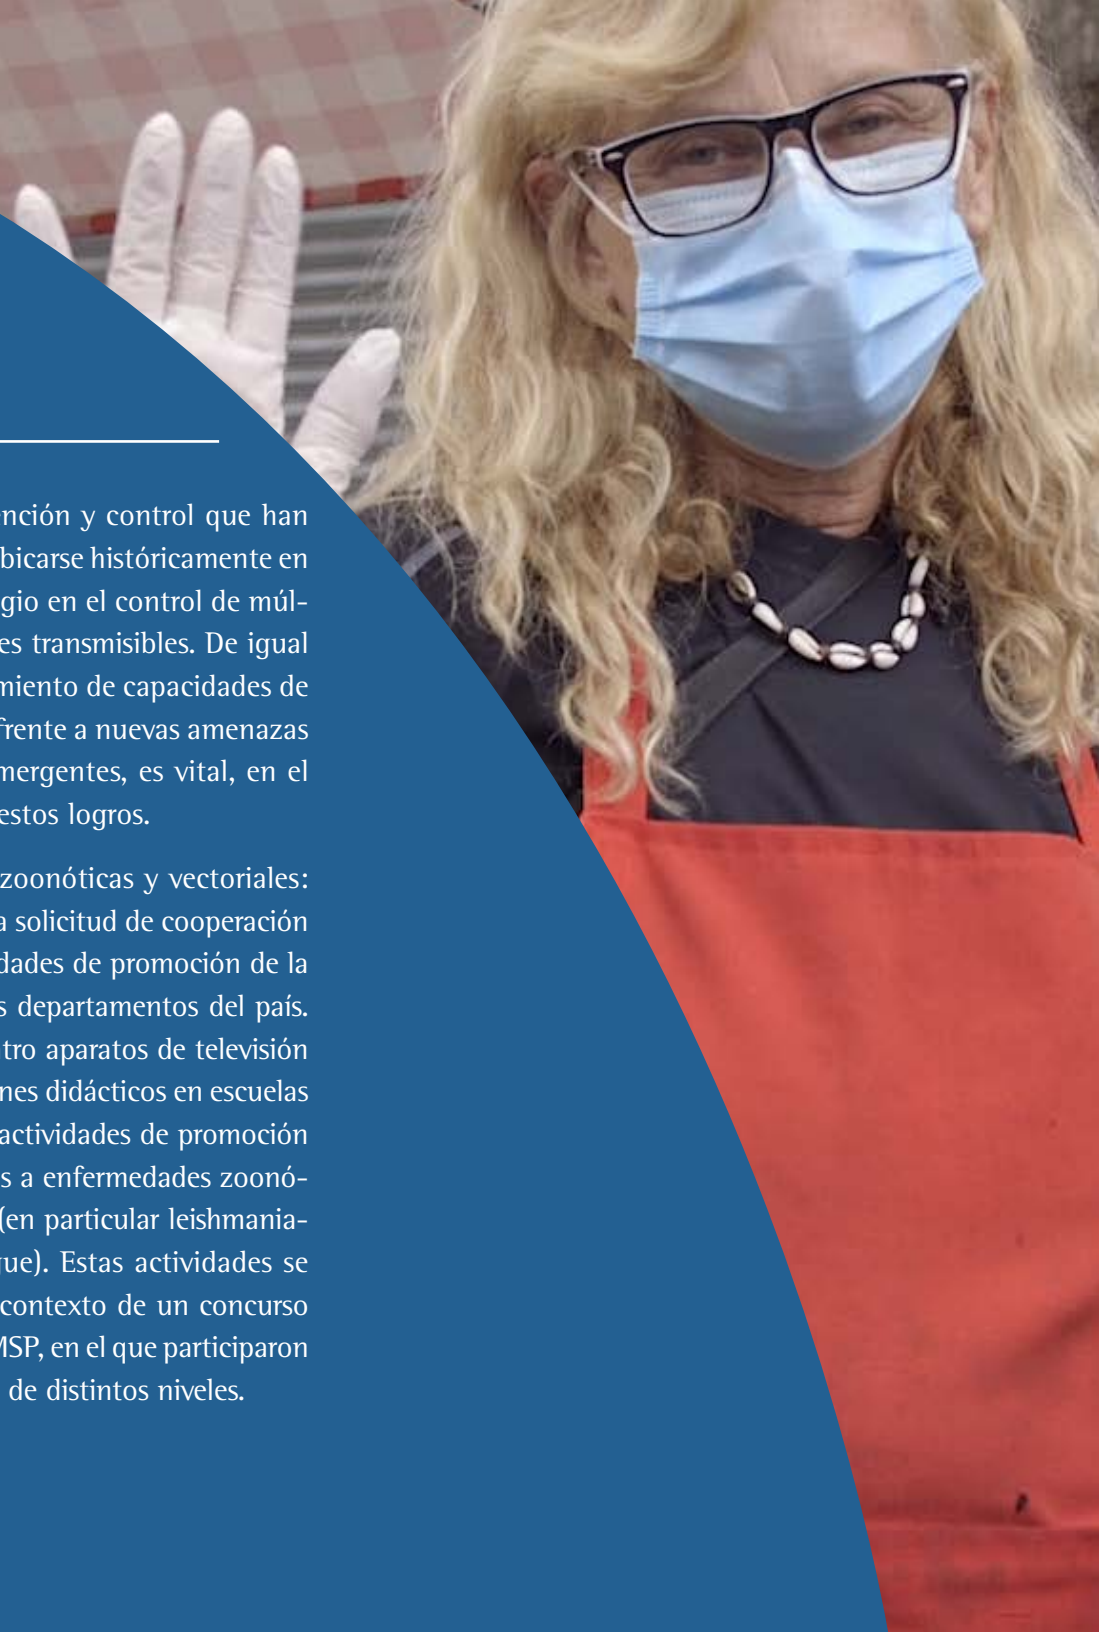 ención y control que han
bicarse históricamente en
gio en el control de múl-
es transmisibles. De igual
miento de capacidades de
frente a nuevas amenazas
mergentes, es vital, en el
estos logros.
zoonóticas y vectoriales:
a solicitud de cooperación
dades de promoción de la
s departamentos del país.
tro aparatos de televisión
nes didácticos en escuelas
actividades de promoción
s a enfermedades zoonó-
(en particular leishmania-
gue). Estas actividades se
contexto de un concurso
MSP, en el que participaron
de distintos niveles.